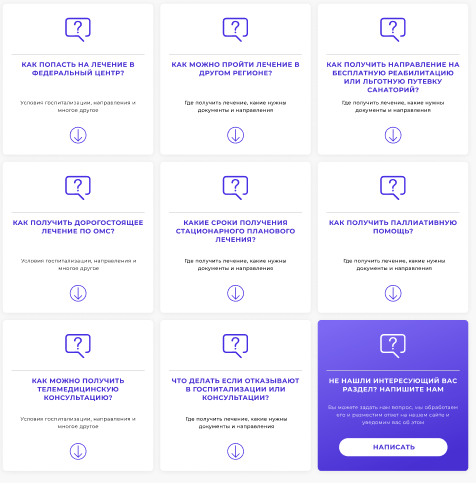 КАК ПОПАСТЬ НА ЛЕЧЕНИЕ В
ФЕДЕРАЛЬНЫЙ ЦЕНТР?
Условия госпитализации, направления и
многое другое
КАК МОЖНО ПРОЙТИ ЛЕЧЕНИЕ В
ДРУГОМ РЕГИОНЕ?
Где получить лечение, какие нужны
документы и направления
КАК ПОЛУЧИТЬ НАПРАВЛЕНИЕ НА
БЕСПЛАТНУЮ РЕАБИЛИТАЦИЮ
ИЛИ ЛЬГОТНУЮ ПУТЕВКУ
САНАТОРИЙ?
Где получить лечение, какие нужны
документы и направления
КАК ПОЛУЧИТЬ ДОРОГОСТОЯЩЕЕ
ЛЕЧЕНИЕ ПО ОМС?
Условия госпитализации, направления и
многое другое
КАКИЕ СРОКИ ПОЛУЧЕНИЯ
СТАЦИОНАРНОГО ПЛАНОВОГО
ЛЕЧЕНИЯ?
Где получить лечение, какие нужны
документы и направления
КАК ПОЛУЧИТЬ ПАЛЛИАТИВНУЮ
ПОМОЩЬ?
Где получить лечение, какие нужны
документы и направления
КАК МОЖНО ПОЛУЧИТЬ
ТЕЛЕМЕДИЦИНСКУЮ
КОНСУЛЬТАЦИЮ?
Условия госпитализации, направления и
многое другое
ЧТО ДЕЛАТЬ ЕСЛИ ОТКАЗЫВАЮТ
В ГОСПИТАЛИЗАЦИИ ИЛИ
КОНСУЛЬТАЦИИ?
Где получить лечение, какие нужны
документы и направления
НЕ НАШЛИ ИНТЕРЕСУЮЩИЙ ВАС
РАЗДЕЛ? НАПИШИТЕ НАМ
Вы можете задать нам вопрос, мы обработаем
его и разместим ответ на нашем сайте и
уведомим вас об этом
НАПИСАТЬ